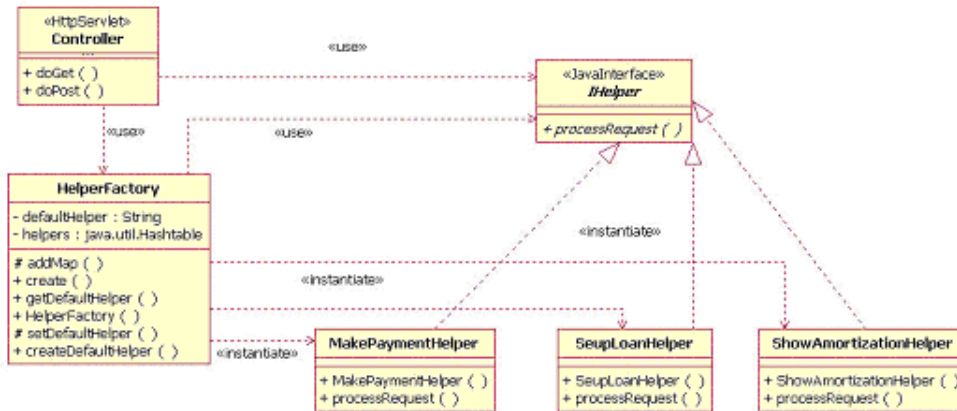 «HttpServlet»
Controller
...
+ doGet ( )
+ doPost ( )
«use»
«JavaInterface»
IHelper
+ processRequest ( )
«use»
«use»
HelperFactory
- defaultHelper : String
- helpers : java.util.Hashtable
# addMap ( )
+ create ( )
+ getDefaultHelper ( )
+ HelperFactory ( )
# setDefaultHelper ( )
+ createDefaultHelper ( )
«instantiate»
«instantiate»
«instantiate»
MakePaymentHelper
+ MakePaymentHelper ( )
+ processRequest ( )
SeupLoanHelper
+ SeupLoanHelper ( )
+ processRequest ( )
ShowAmortizationHelper
+ ShowAmortizationHelper ( )
+ processRequest ( )